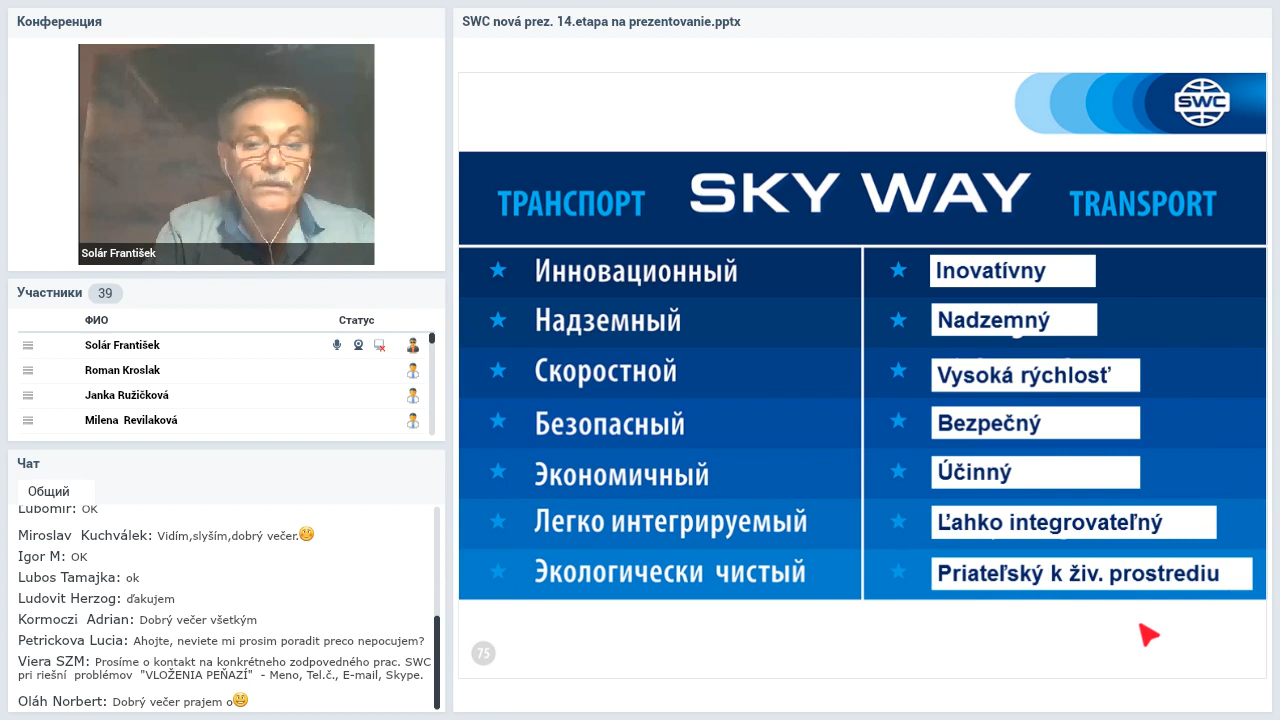 Конференция
Solár František
Участники 39
ФИО Статус
Solár František
Roman Kroslak
Janka Ružičková
Milena Revilaková
Чат
Общий
Lubomir: OK
Miroslav Kuchválek: Vidím,slyším,dobrý večer.
Igor M: OK
Lubos Tamajka: ok
Ludovit Herzog: ďakujem
Kormoczi Adrian: Dobrý večer všetkým
Petrickova Lucia: Ahojte, neviete mi prosim poradit preco nepocujem?
Viera SZM: Prosíme o kontakt na konkrétneho zodpovedného prac. SWC
pri riešní problémov "VLOŽENIA PEŇAZÍ" - Meno, Tel.č., E-mail, Skype.
Oláh Norbert: Dobrý večer prajem o
SWC nová prez. 14.etapa na prezentovanie.pptx
SWC
ТРАНСПОРТ SKY WAY TRANSPORT
Инновационный Inovatívny
Надземный Nadzemný
Скоростной Vysoká rýchlosť
Безопасный Bezpečný
Экономичный Účinný
Легко интегрируемый Ľahko integrovateľný
Экологически чистый Priateľský k živ. prostrediu
75